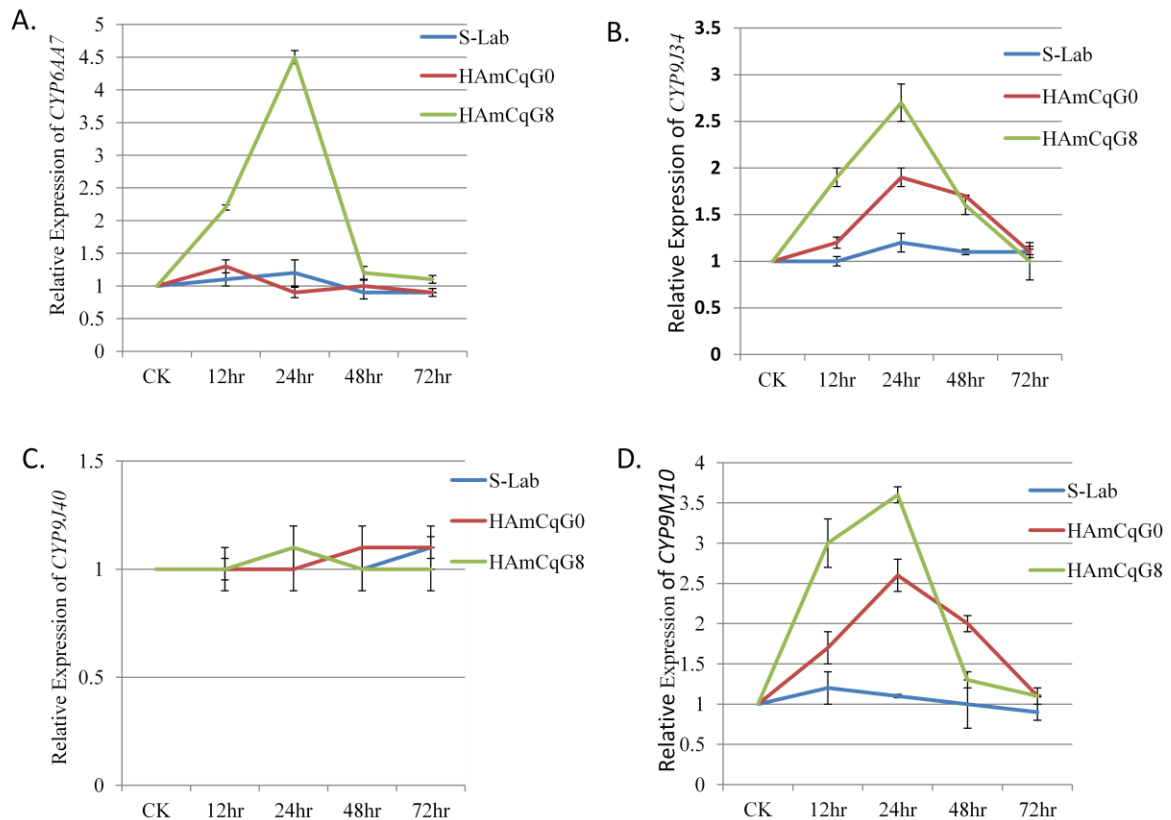 A.
Relative Expression of CYP6AA7
5
4.5
4
3.5
3
2.5
2
1.5
1
0.5
0
CK 12hr 24hr 48hr 72hr
S-Lab
HAmCqG0
HAmCqG8
B.
Relative Expression of CYP9J34
3.5
3
2.5
2
1.5
1
0.5
0
CK 12hr 24hr 48hr 72hr
S-Lab
HAmCqG0
HAmCqG8
C.
Relative Expression of CYP9J40
1.5
1
0.5
0
CK 12hr 24hr 48hr 72hr
S-Lab
HAmCqG0
HAmCqG8
D.
Relative Expression of CYP9M10
4
3.5
3
2.5
2
1.5
1
0.5
0
CK 12hr 24hr 48hr 72hr
S-Lab
HAmCqG0
HAmCqG8